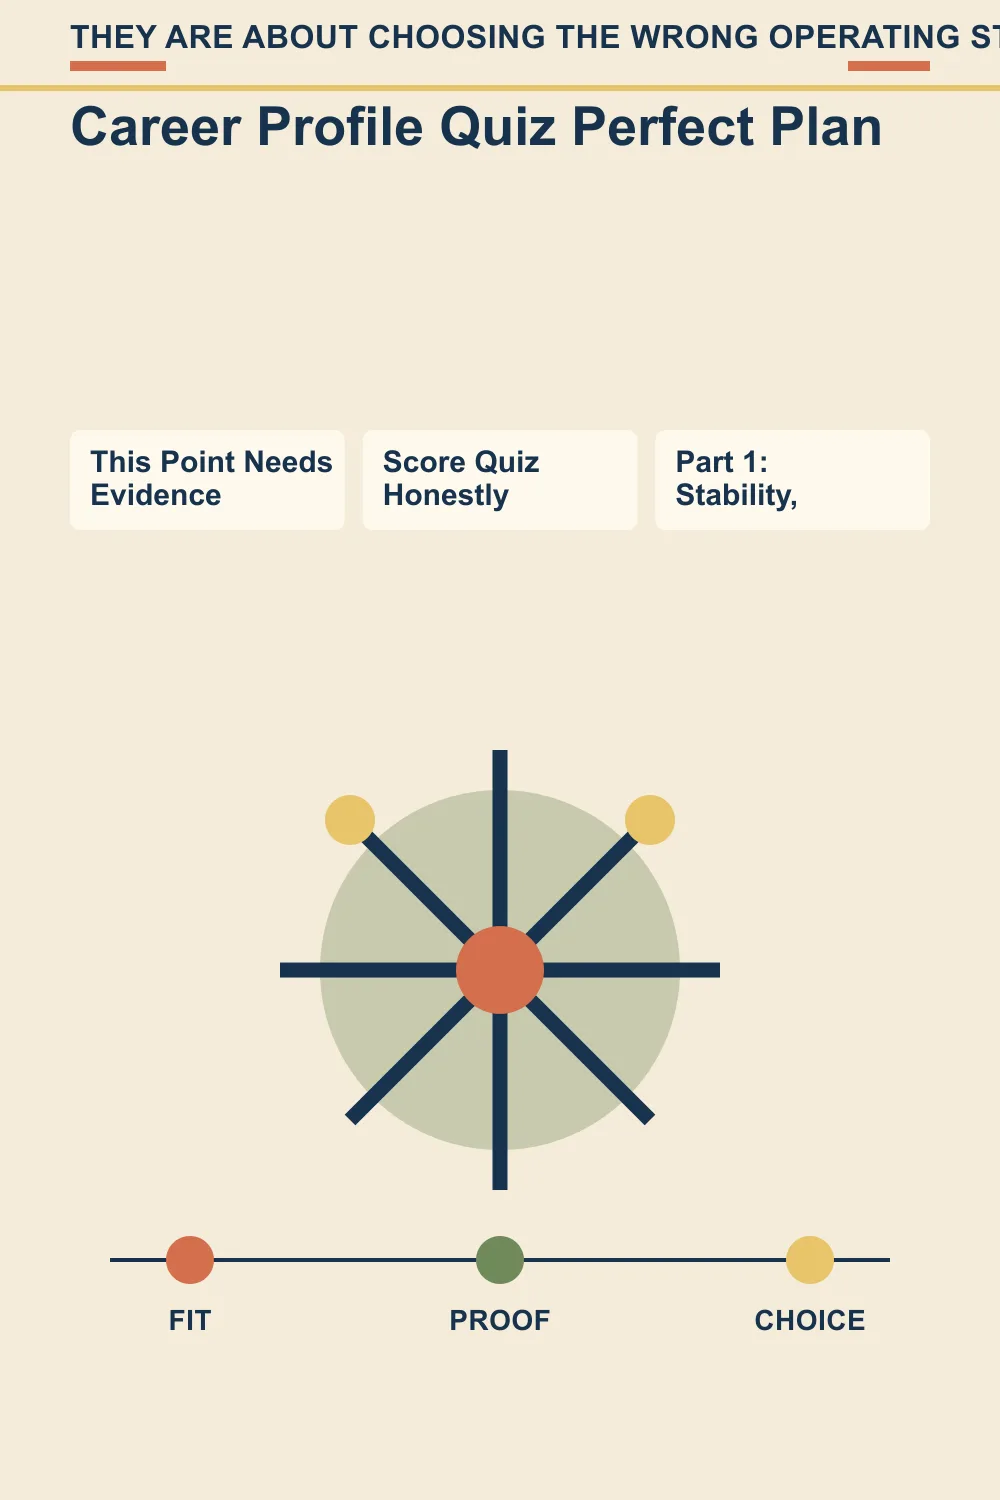 THEY ARE ABOUT CHOOSING THE WRONG OPERATING ST
Career Profile Quiz Perfect Plan
This Point Needs
Evidence
Score Quiz
Honestly
Part 1:
Stability,
FIT
PROOF
CHOICE